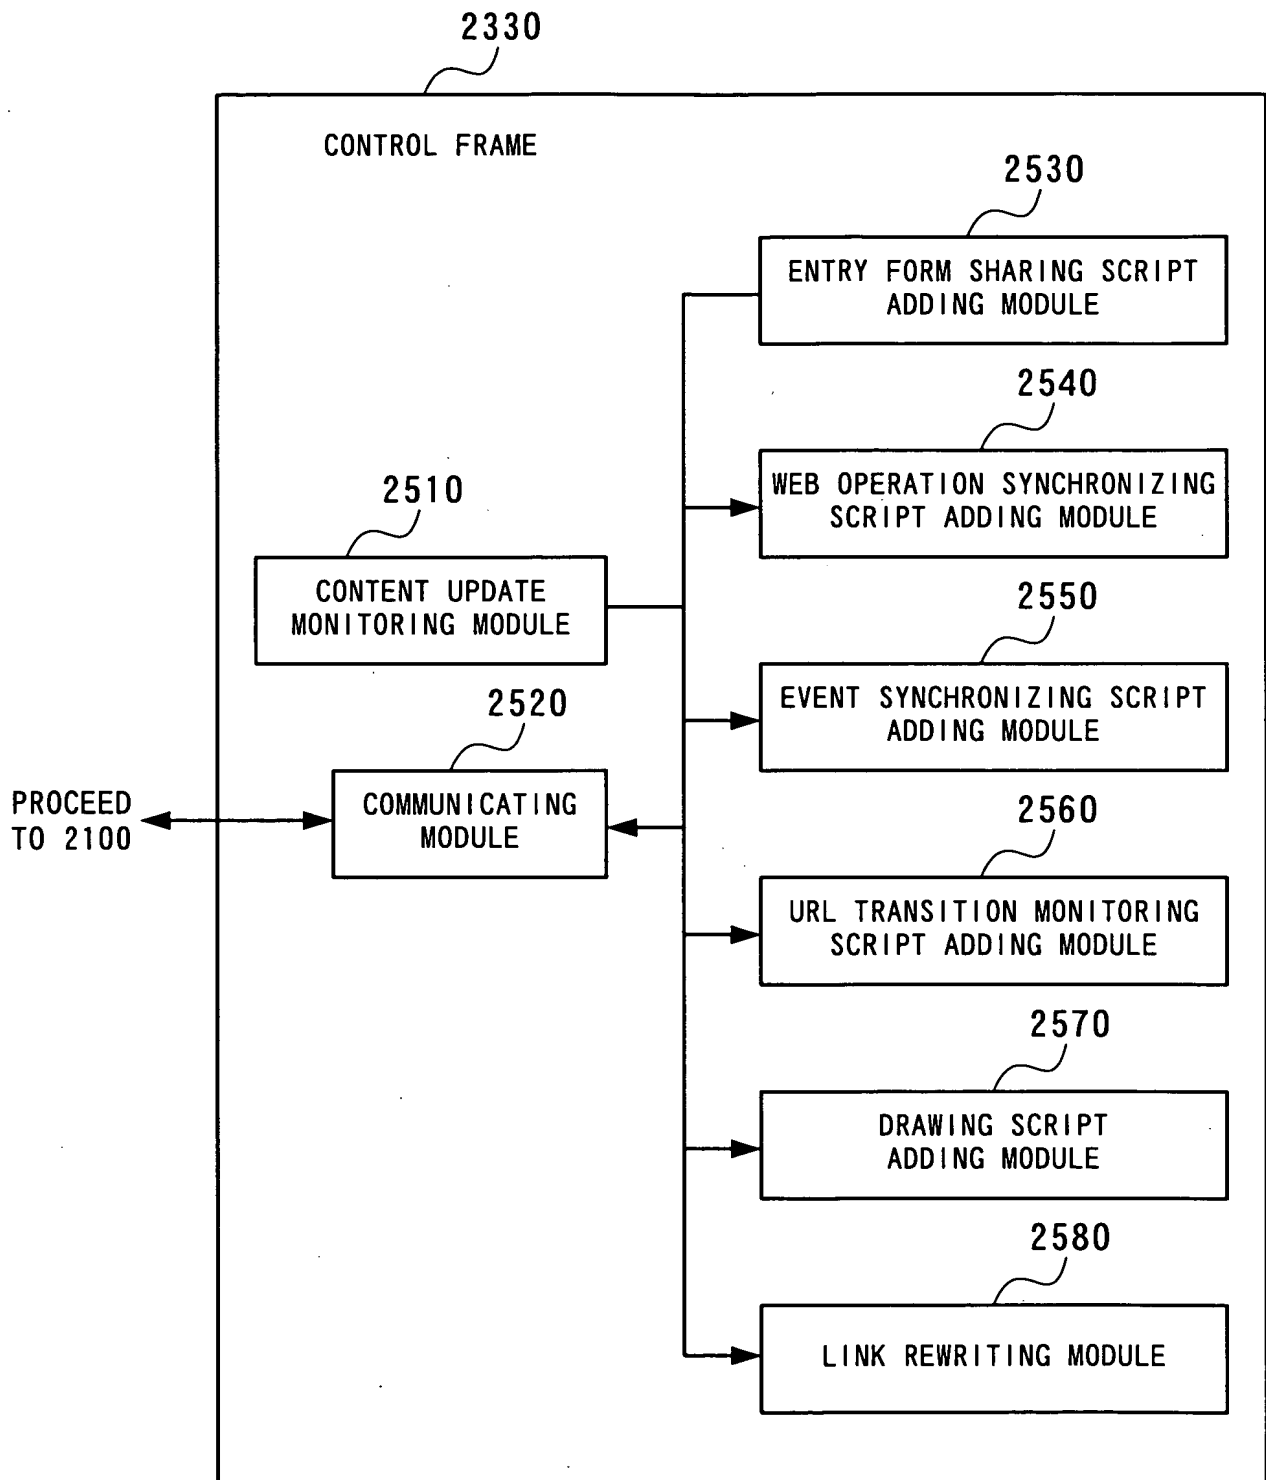 2330
CONTROL FRAME
2530
ENTRY FORM SHARING SCRIPT
ADDING MODULE
2540
WEB OPERATION SYNCHRONIZING
SCRIPT ADDING MODULE
2510
CONTENT UPDATE
MONITORING MODULE
2550
EVENT SYNCHRONIZING SCRIPT
ADDING MODULE
2520
COMMUNICATING
MODULE
PROCEED
TO 2100
2560
URL TRANSITION MONITORING
SCRIPT ADDING MODULE
2570
DRAWING SCRIPT
ADDING MODULE
2580
LINK REWRITING MODULE